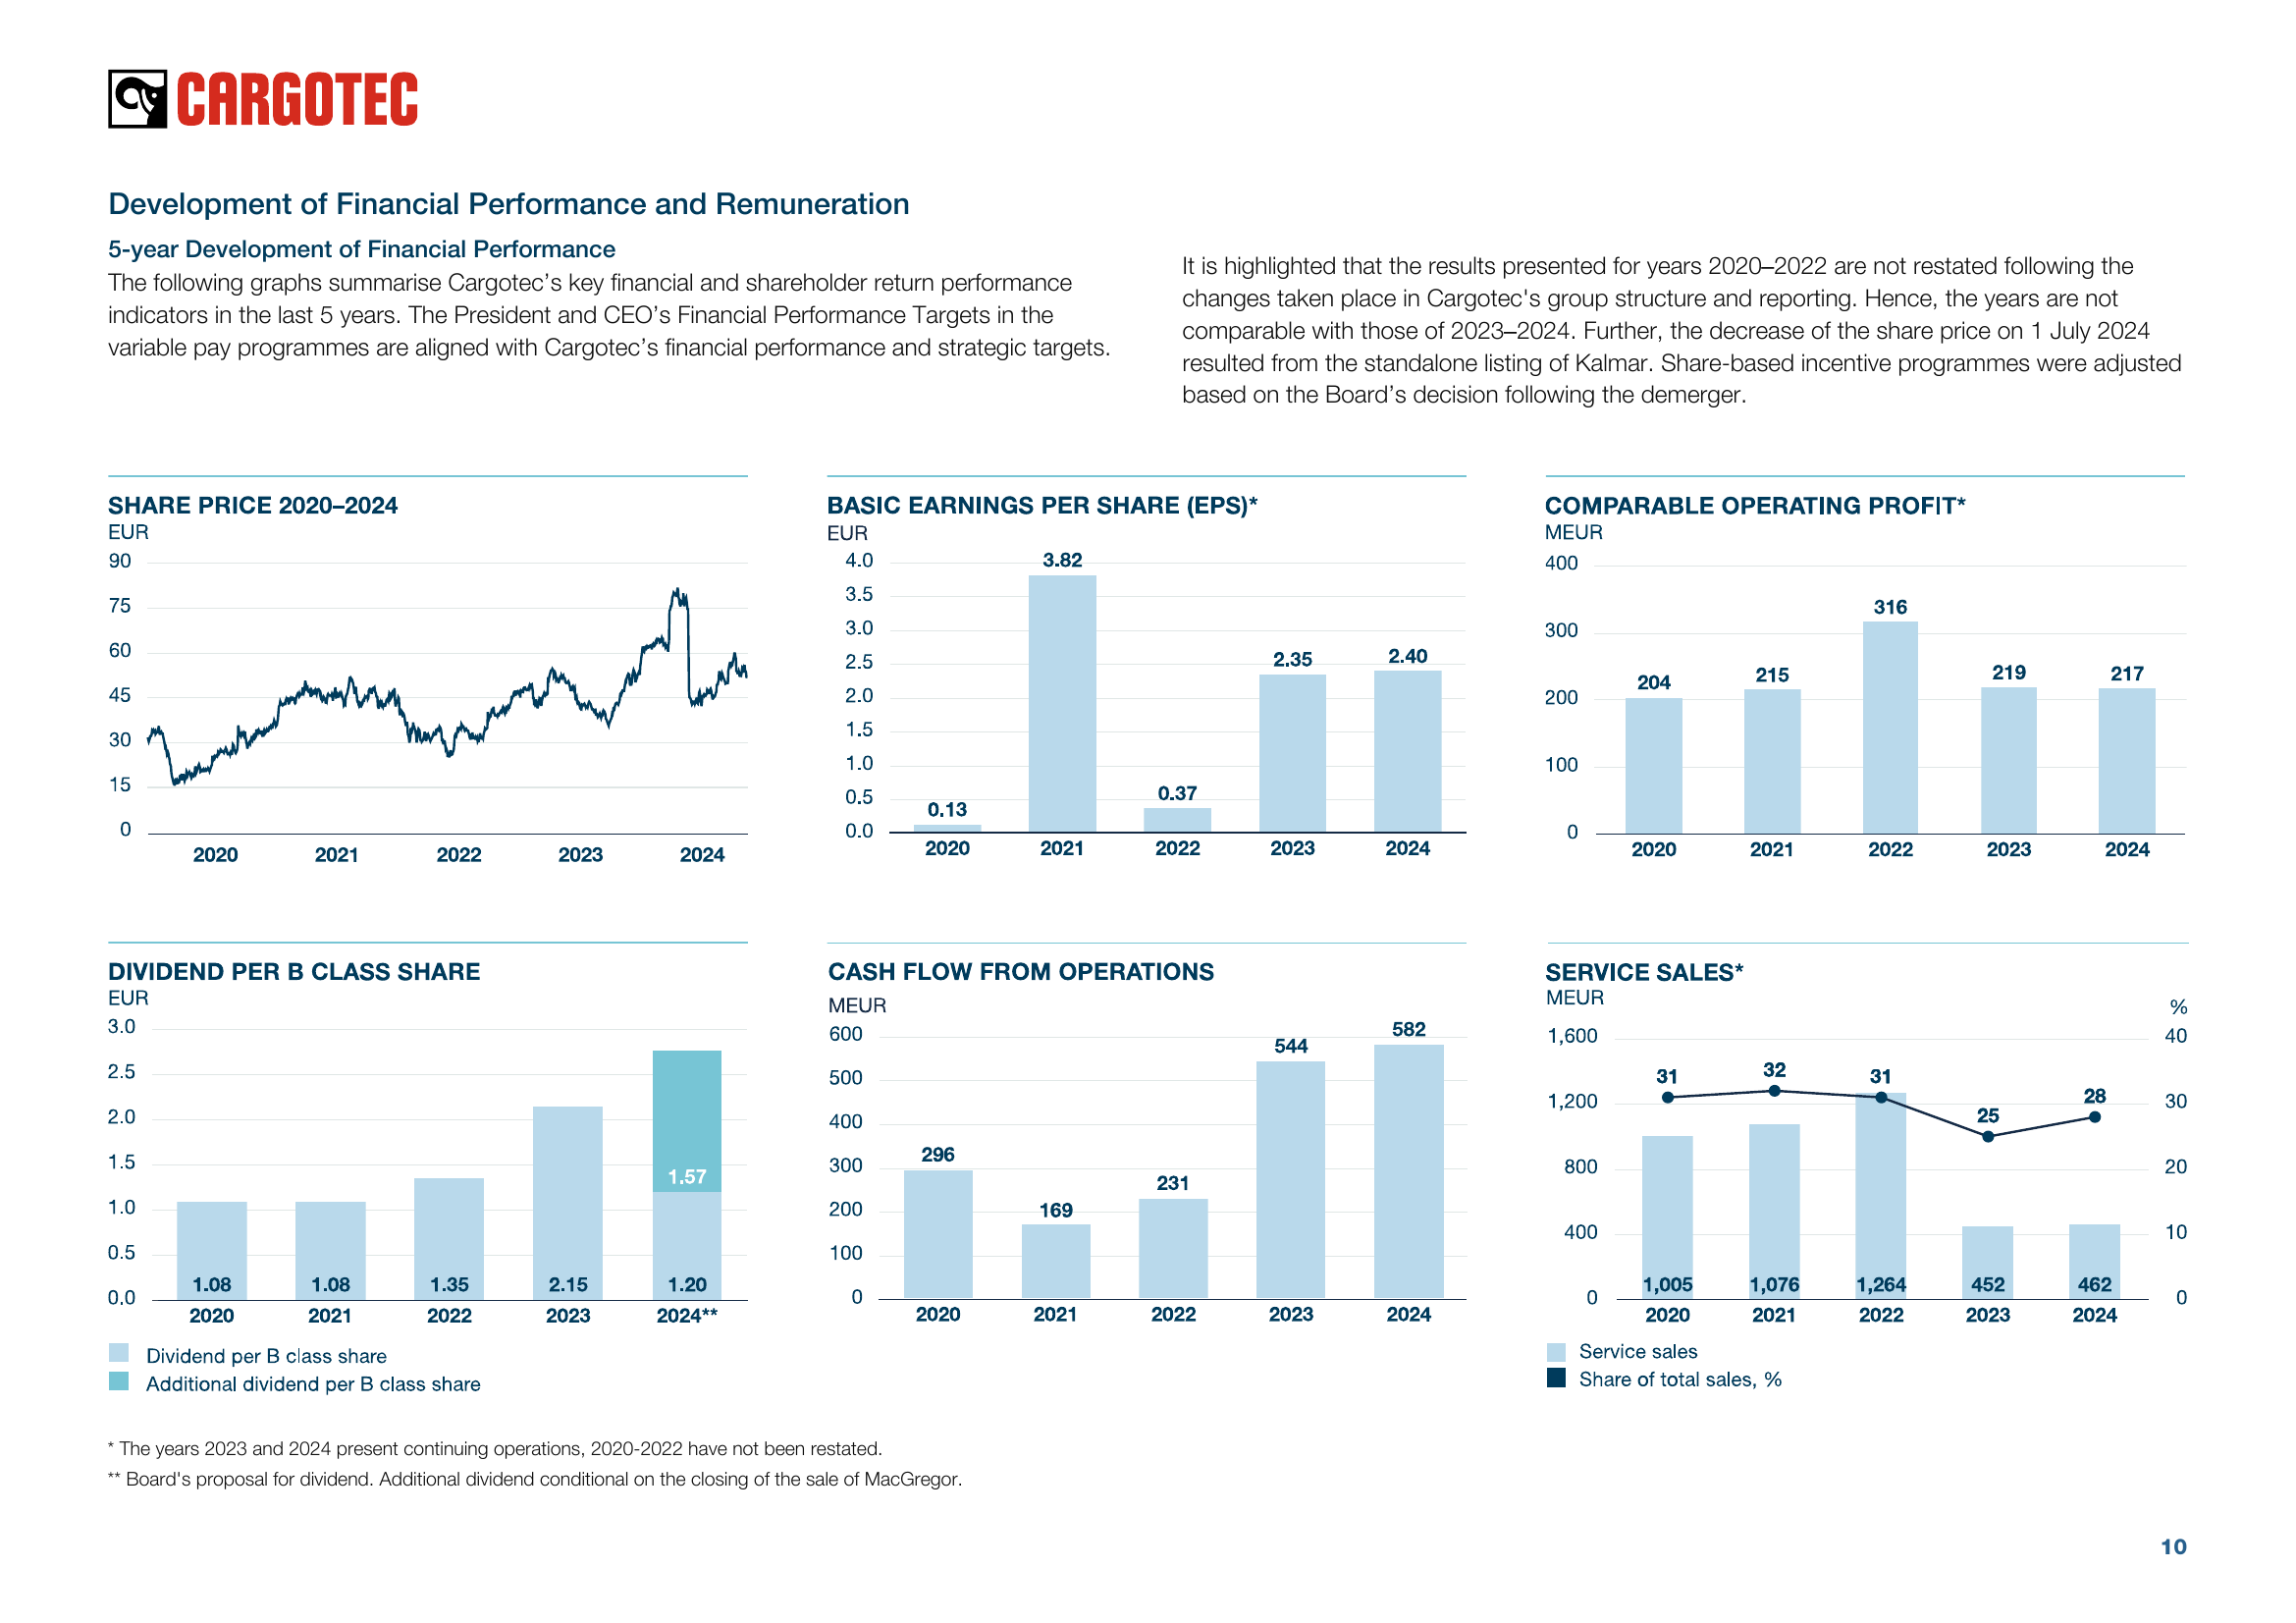 CARGOTEC
Development of Financial Performance and Remuneration
5-year Development of Financial Performance
The following graphs summarise Cargotec’s key financial and shareholder return performance
indicators in the last 5 years. The President and CEO’s Financial Performance Targets in the
variable pay programmes are aligned with Cargotec’s financial performance and strategic targets.
It is highlighted that the results presented for years 2020–2022 are not restated following the
changes taken place in Cargotec's group structure and reporting. Hence, the years are not
comparable with those of 2023–2024. Further, the decrease of the share price on 1 July 2024
resulted from the standalone listing of Kalmar. Share-based incentive programmes were adjusted
based on the Board’s decision following the demerger.
SHARE PRICE 2020–2024
EUR
90
75
60
45
30
15
0
2020 2021 2022 2023 2024
BASIC EARNINGS PER SHARE (EPS)*
EUR
4.0
3.5
3.0
2.5
2.0
1.5
1.0
0.5
0.0
0.13 3.82 0.37 2.35 2.40
2020 2021 2022 2023 2024
COMPARABLE OPERATING PROFIT*
MEUR
400
300
200
100
0
204 215 316 219 217
2020 2021 2022 2023 2024
DIVIDEND PER B CLASS SHARE
EUR
3.0
2.5
2.0
1.5
1.0
0.5
0.0
1.57
1.08 1.08 1.35 2.15 1.20
2020 2021 2022 2023 2024**
Dividend per B class share
Additional dividend per B class share
CASH FLOW FROM OPERATIONS
MEUR
600
500
400
300
200
100
0
296 169 231 544 582
2020 2021 2022 2023 2024
SERVICE SALES*
MEUR
%
1,600 40
1,200 30
800 20
400 10
0 0
31 32 31 25 28
1,005 1,076 1,264 452 462
2020 2021 2022 2023 2024
Service sales
Share of total sales, %
* The years 2023 and 2024 present continuing operations, 2020-2022 have not been restated.
** Board's proposal for dividend. Additional dividend conditional on the closing of the sale of MacGregor.
10